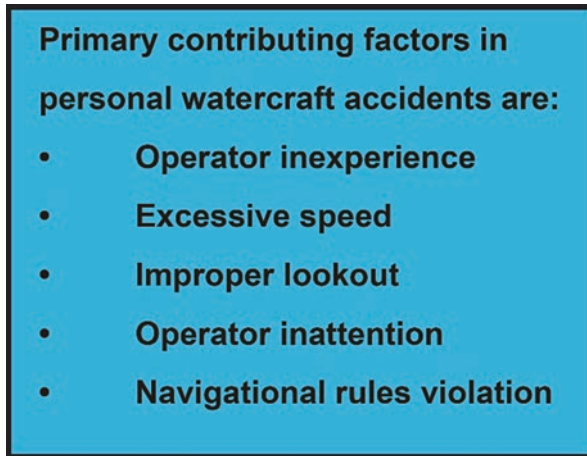 Primary contributing factors in
personal watercraft accidents are:
• Operator inexperience
• Excessive speed
• Improper lookout
• Operator inattention
• Navigational rules violation